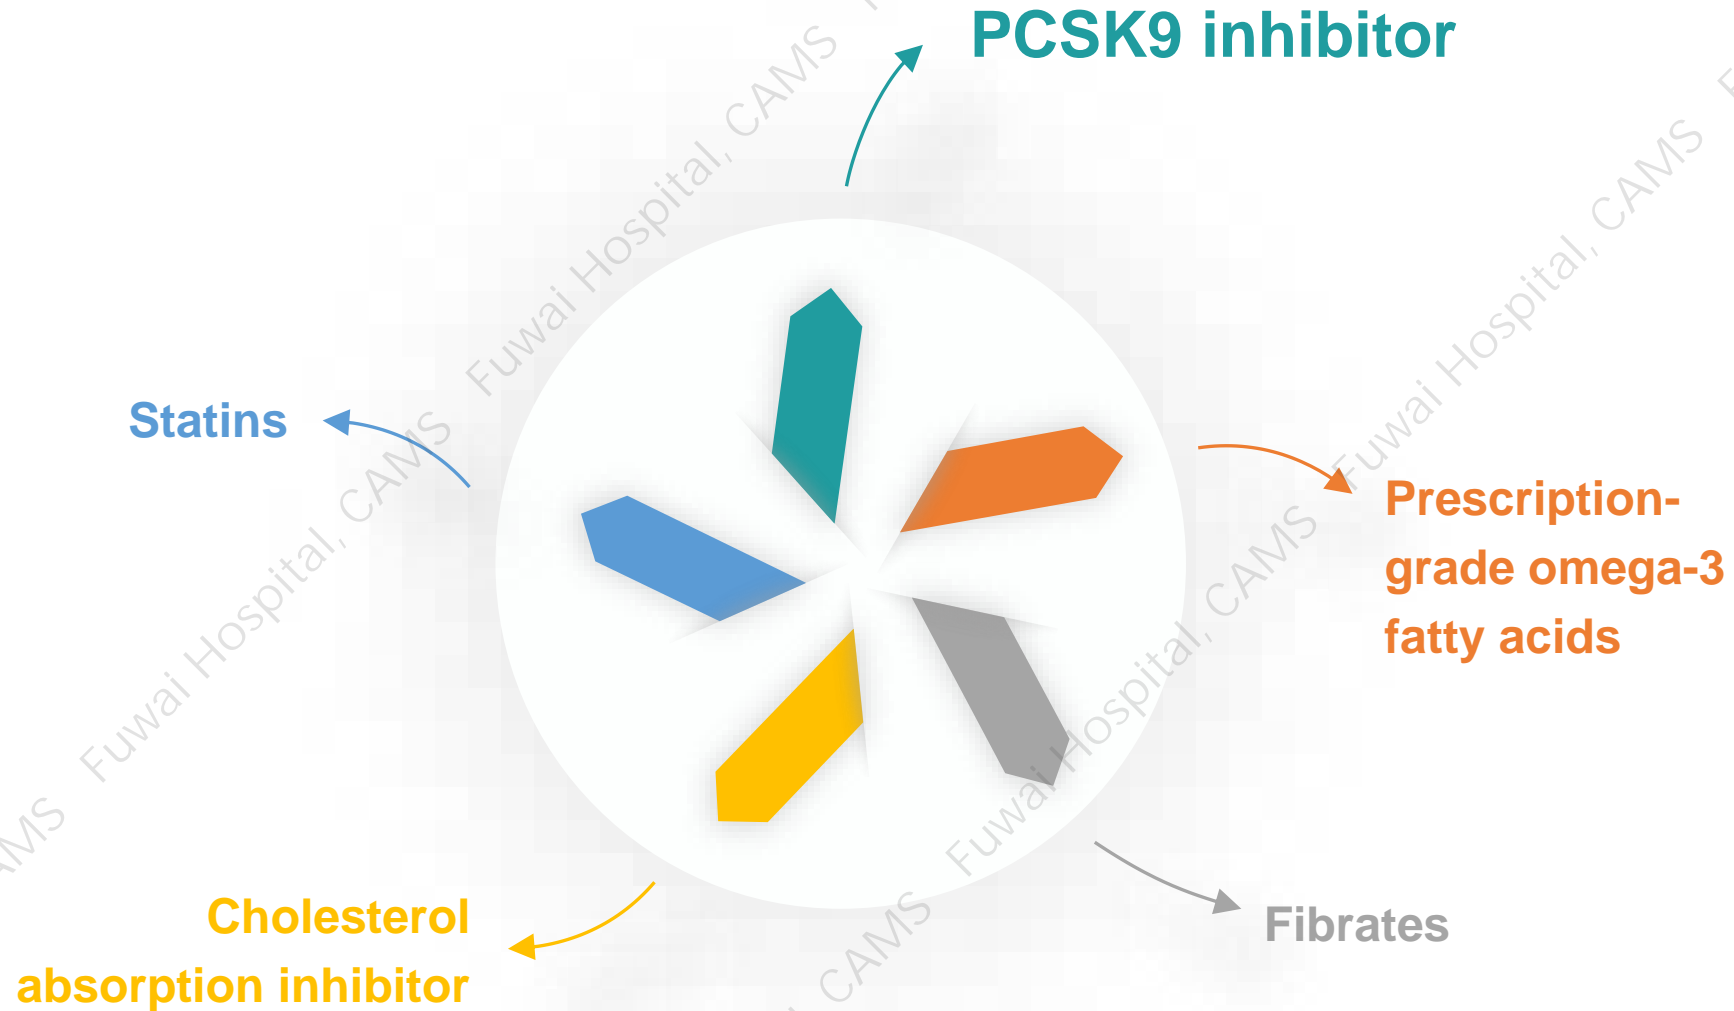 PCSK9 inhibitor
Statins
Prescription-
grade omega-3
fatty acids
Cholesterol
absorption inhibitor
Fibrates
Fuwai Hospital, CAMS
Fuwai Hospital, CAMS
Fuwai Hospital, CAMS
Fuwai Hospital, CAMS
CAMS